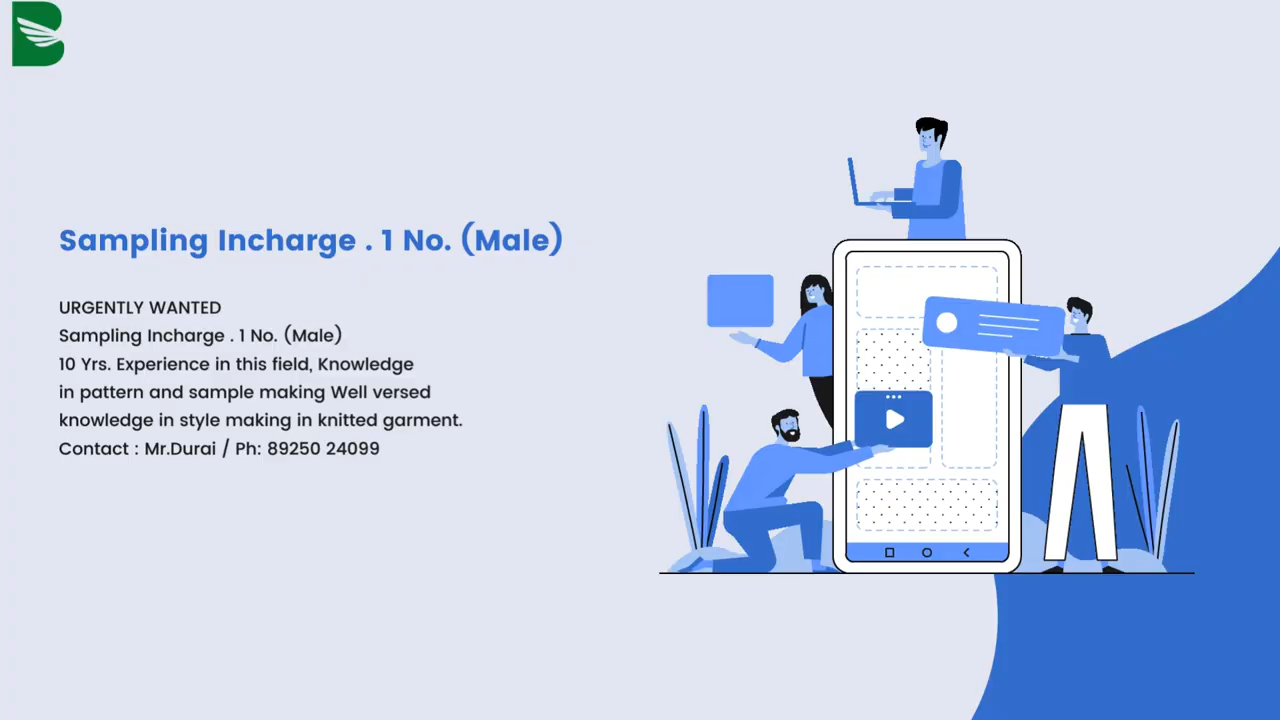 Sampling Incharge . 1 No. (Male)
URGENTLY WANTED
Sampling Incharge . 1 No. (Male)
10 Yrs. Experience in this field, Knowledge
in pattern and sample making Well versed
knowledge in style making in knitted garment.
Contact : Mr.Durai / Ph: 89250 24099